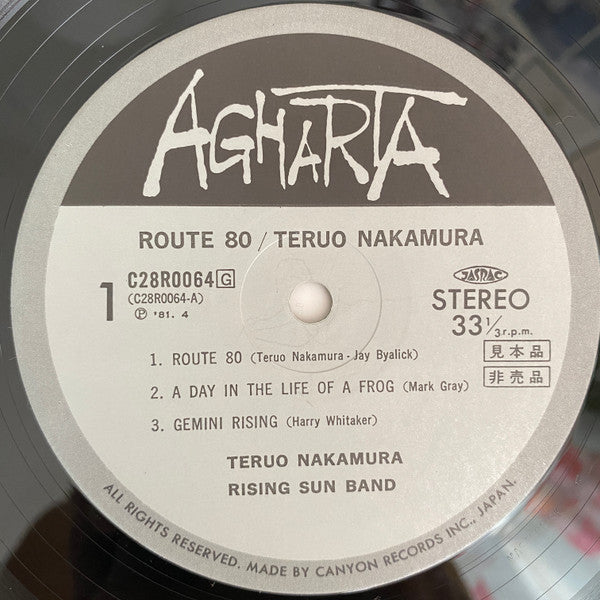 AGHARTA
ROUTE 80 / TERUO NAKAMURA
1
C28R0064 G
(C28R0064-A)
Ⓟ '81. 4
JASRAC
STEREO
33 1/3 r.p.m.
見本品
非売品
1. ROUTE 80 (Teruo Nakamura - Jay Byalick)
2. A DAY IN THE LIFE OF A FROG (Mark Gray)
3. GEMINI RISING (Harry Whitaker)
TERUO NAKAMURA
RISING SUN BAND
ALL RIGHTS RESERVED. MADE BY CANYON RECORDS INC., JAPAN.